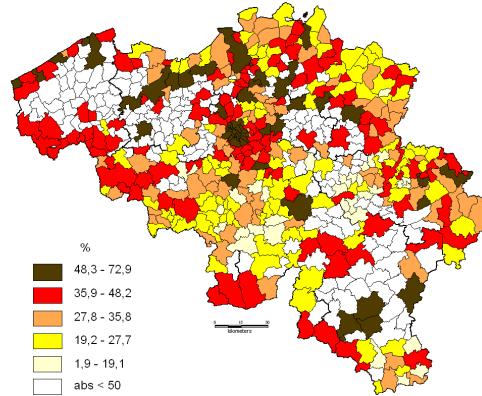 %
48,3 - 72,9
35,9 - 48,2
27,8 - 35,8
19,2 - 27,7
1,9 - 19,1
abs < 50
kilometers